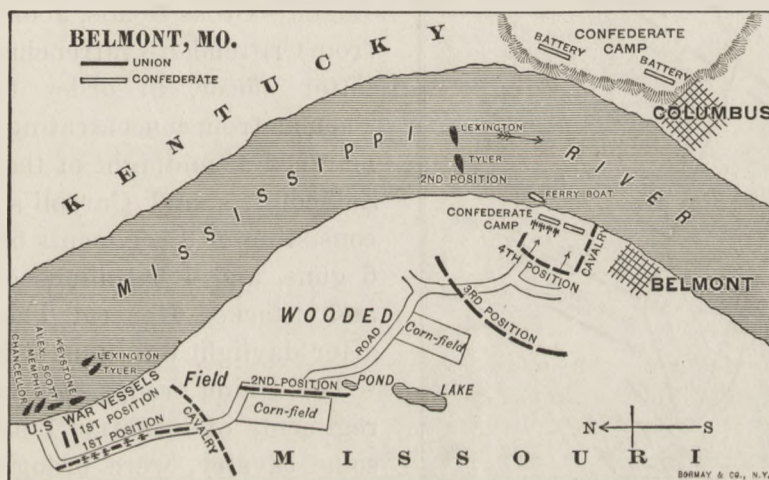 BELMONT, MO.
UNION
CONFEDERATE
KENTUCKY
BATTERY
CONFEDERATE
CAMP
BATTERY
COLUMBUS
MISSISSIPPI
RIVER
LEXINGTON
TYLER
2ND POSITION
FERRY-BOAT
CONFEDERATE
CAMP
CAVALRY
4TH POSITION
BELMONT
3RD POSITION
WOODED
ROAD
Corn-field
KEYSTONE
ALEX. SCOTT
MEMPHIS
CHANCELLOR
LEXINGTON
TYLER
U.S WAR VESSELS
1ST POSITION
1ST POSITION
Field
CAVALRY
2ND POSITION
POND
LAKE
Corn-field
N S
MISSOURI
BORMAY & CO., N.Y.